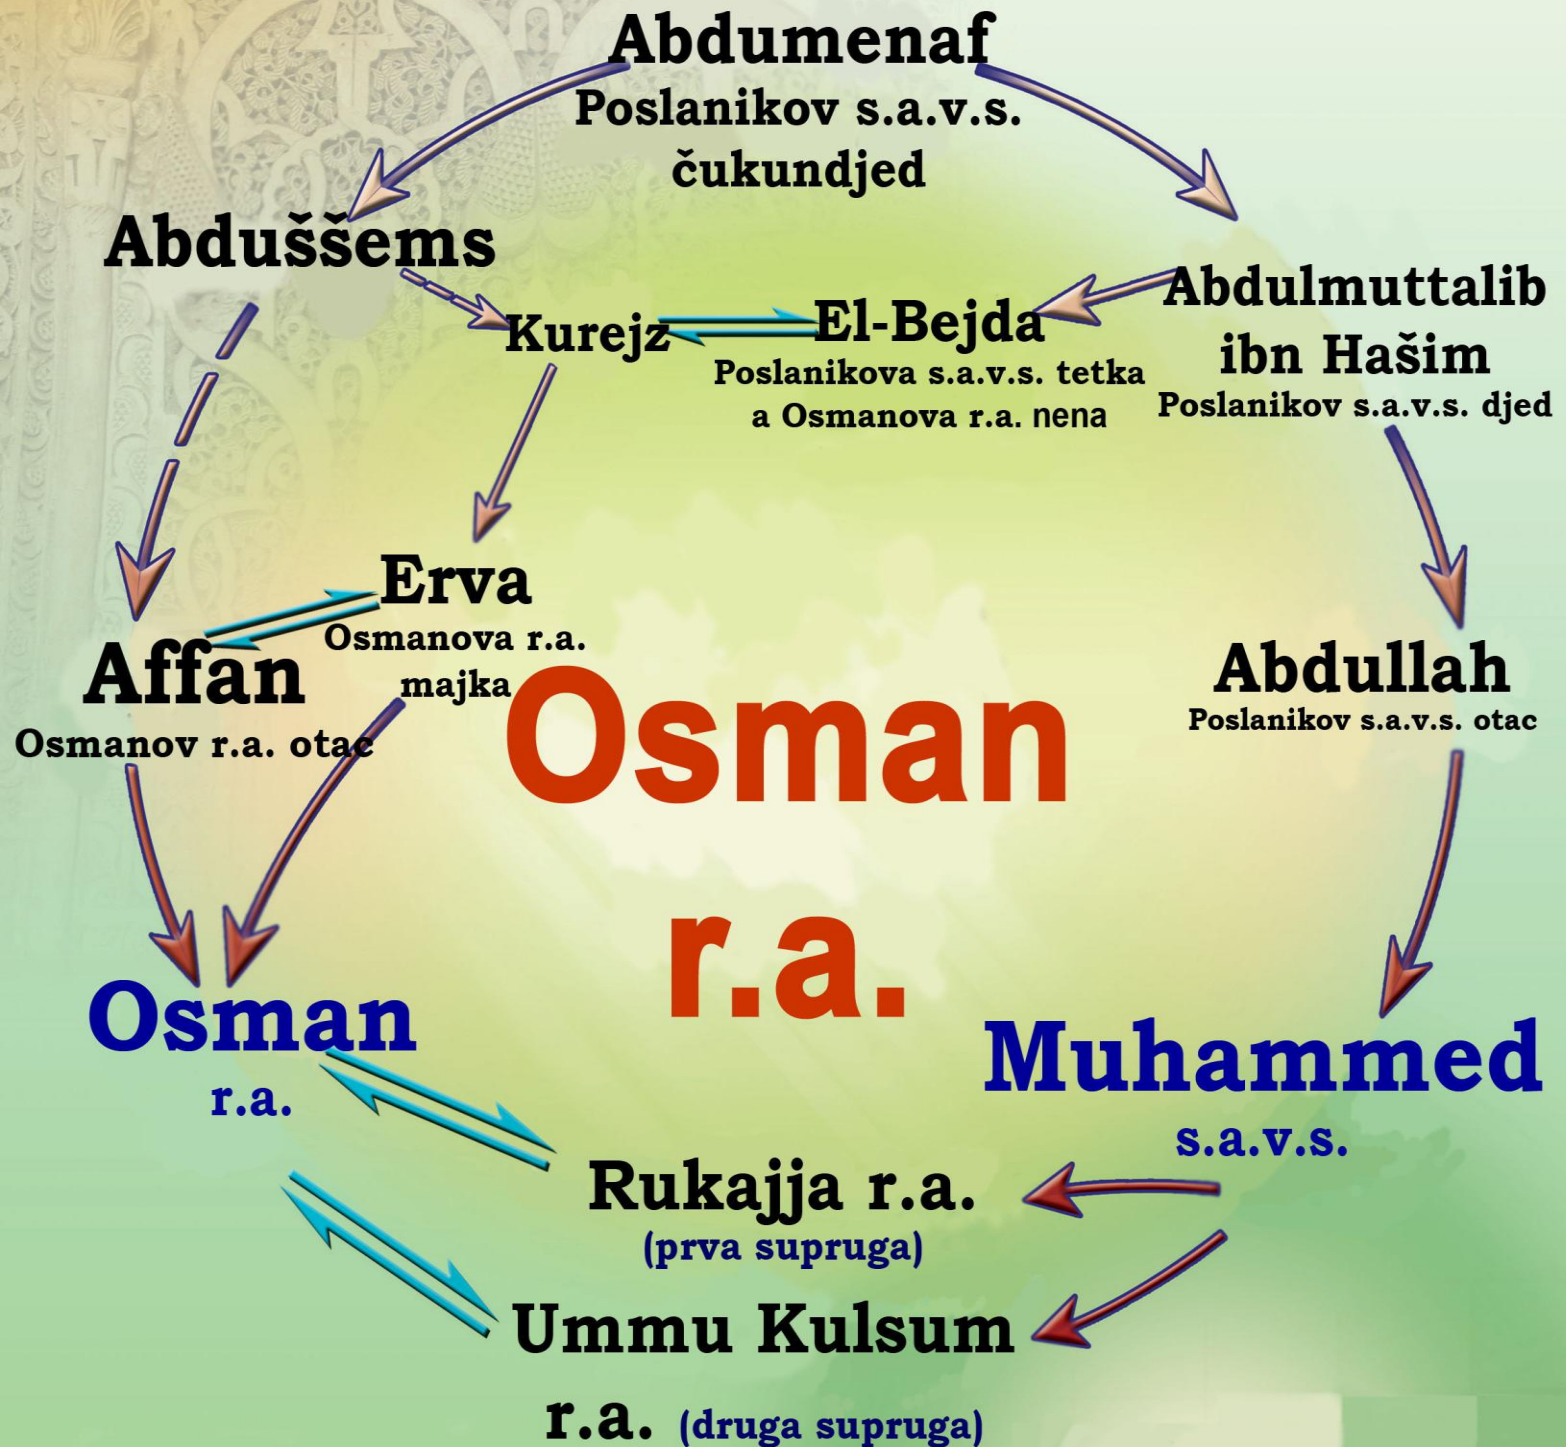 Abdumenaf
Poslanikov s.a.v.s.
čukundjed
Abduššems
Kurejz
El-Bejda
Poslanikova s.a.v.s. tetka
a Osmanova r.a. nena
Abdulmuttalib
ibn Hašim
Poslanikov s.a.v.s. djed
Erva
Osmanova r.a.
majka
Affan
Osmanov r.a. otac
Abdullah
Poslanikov s.a.v.s. otac
Osman
r.a.
Osman
r.a.
Muhammed
s.a.v.s.
Rukajja r.a.
(prva supruga)
Ummu Kulsum
r.a. (druga supruga)